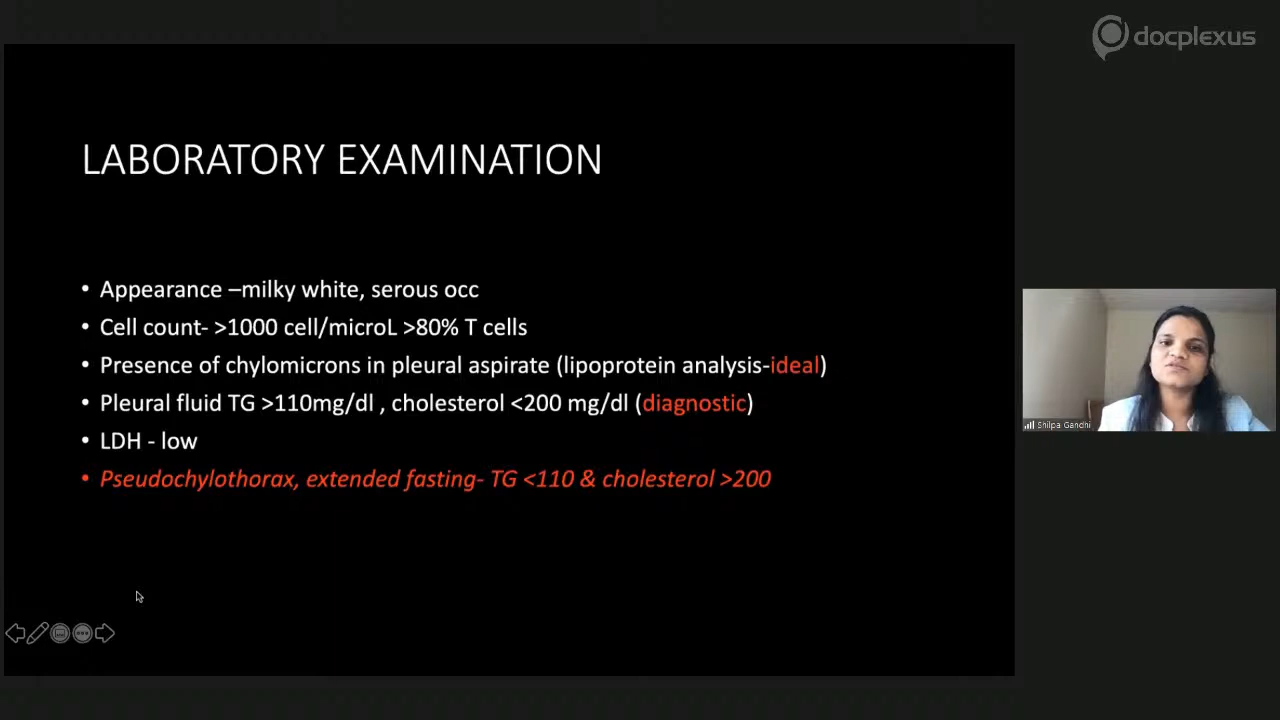 docplexus
LABORATORY EXAMINATION
• Appearance –milky white, serous occ
• Cell count- >1000 cell/microL >80% T cells
• Presence of chylomicrons in pleural aspirate (lipoprotein analysis-ideal)
• Pleural fluid TG >110mg/dl , cholesterol <200 mg/dl (diagnostic)
• LDH - low
• Pseudochylothorax, extended fasting- TG <110 & cholesterol >200
Shilpa Gandhi